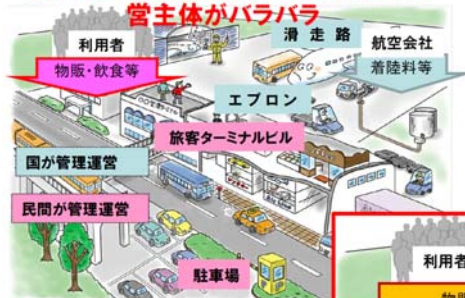 営主体がバラバラ
利用者
物販・飲食等
滑走路
航空会社
着陸料等
エプロン
旅客ターミナルビル
国が管理運営
民間が管理運営
駐車場
利用者